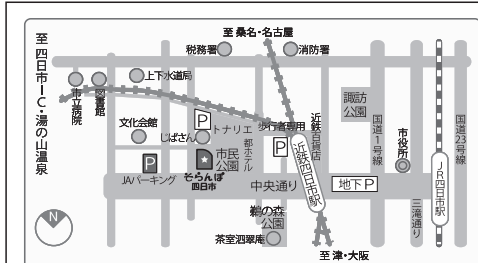 至 桑名・名古屋
至 四日市IC・湯の山温泉
税務署
消防署
上下水道局
市立病院
図書館
諏訪公園
国道1号線
国道23号線
市役所
文化会館
P
トナリエ
歩行者専用
近鉄百貨店
じばさん
都ホテル
P
市民公園
近鉄四日市駅
JR四日市駅
P
JAパーキング
そらんぽ四日市
中央通り
地下P
三滝通り
鵜の森公園
N
茶室泗翠庵
至 津・大阪